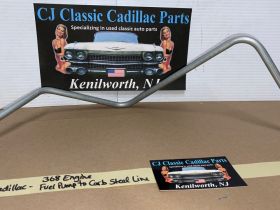 CJ Classic Cadillac Parts
Specializing in used classic auto parts
Kenilworth, NJ
368 Engine
adillac - Fuel Pump to Carb Steel Line
CJ Classic Cadillac Parts
Kenilworth, NJ